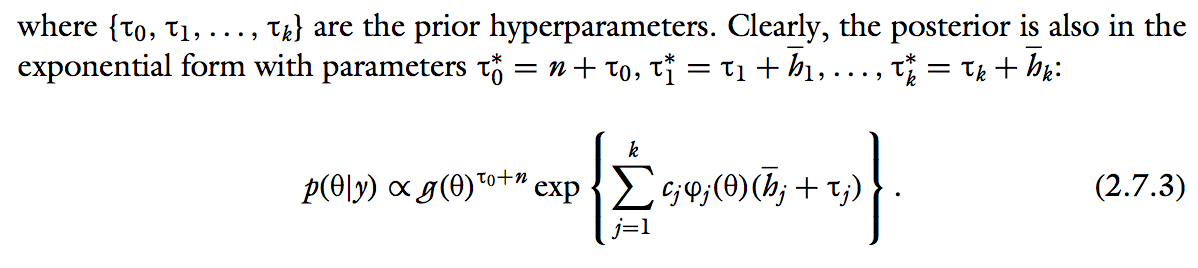 where {τ₀, τ₁, . . . , τₖ} are the prior hyperparameters. Clearly, the posterior is also in the
exponential form with parameters τ₀* = n + τ₀, τ₁* = τ₁ + h̅₁, . . . , τₖ* = τₖ + h̅ₖ:
p(θ|y) ∝ g(θ)^{τ₀+n} exp { ∑_{j=1}^{k} cⱼφⱼ(θ)(h̅ⱼ + τⱼ) } . (2.7.3)